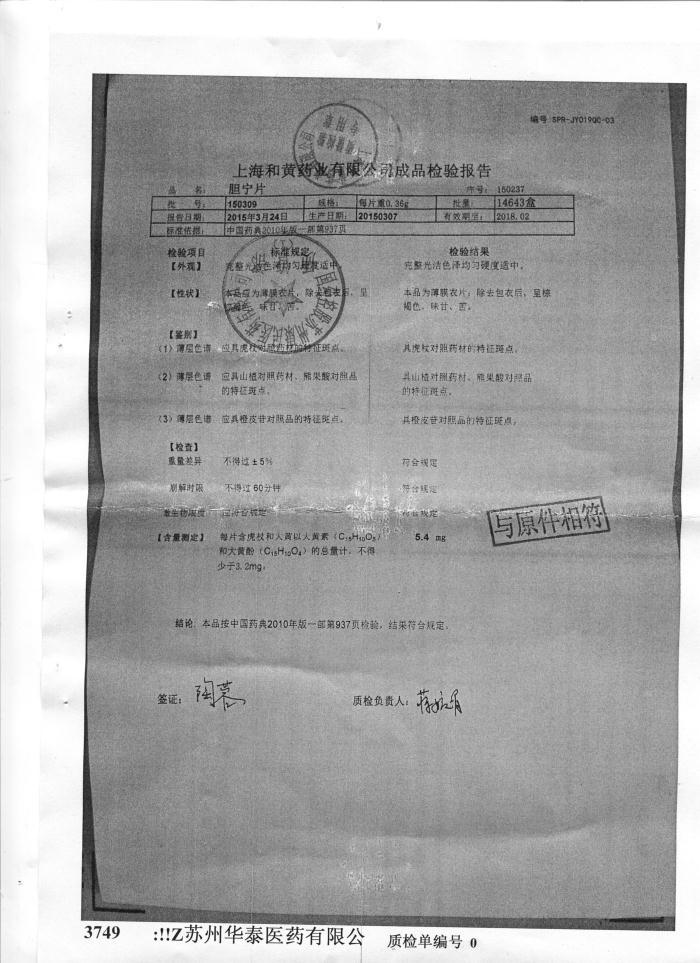 编号 SPR-JY019QC-03
上海和黄药业有限公司成品检验报告
品 名: 胆宁片 序号: 150237
批 号: 150309 规格: 每片重0.36g 批量: 14643盒
报告日期: 2015年3月24日 生产日期: 20150307 有效期至: 2018.02
标准依据: 中国药典2010年版一部第937页
检验项目 标准规定 检验结果
【外观】 完整光洁色泽均匀硬度适中 完整光洁色泽均匀硬度适中。
【性状】 本品应为薄膜衣片,除去包衣后,呈 本品为薄膜衣片,除去包衣后,呈棕
味甘、苦。 褐色,味甘、苦。
【鉴别】
(1) 薄层色谱 应具虎杖对照药材的特征斑点。 具虎杖对照药材的特征斑点。
(2) 薄层色谱 应具山楂对照药材、熊果酸对照品 具山楂对照药材、熊果酸对照品
的特征斑点。 的特征斑点。
(3) 薄层色谱 应具橙皮苷对照品的特征斑点。 具橙皮苷对照品的特征斑点。
【检查】
重量差异 不得过±5% 符合规定
崩解时限 不得过60分钟 符合规定
微生物限度 应符合规定 符合规定
【含量测定】 每片含虎杖和大黄以大黄素(C₁₅H₁₀O₅) 5.4 mg
和大黄酚(C₁₅H₁₀O₄)的总量计,不得
少于3.2mg。
与原件相符
结论: 本品按中国药典2010年版一部第937页检验,结果符合规定。
签证: 质检负责人:
3749 :!!Z苏州华泰医药有限公 质检单编号 0